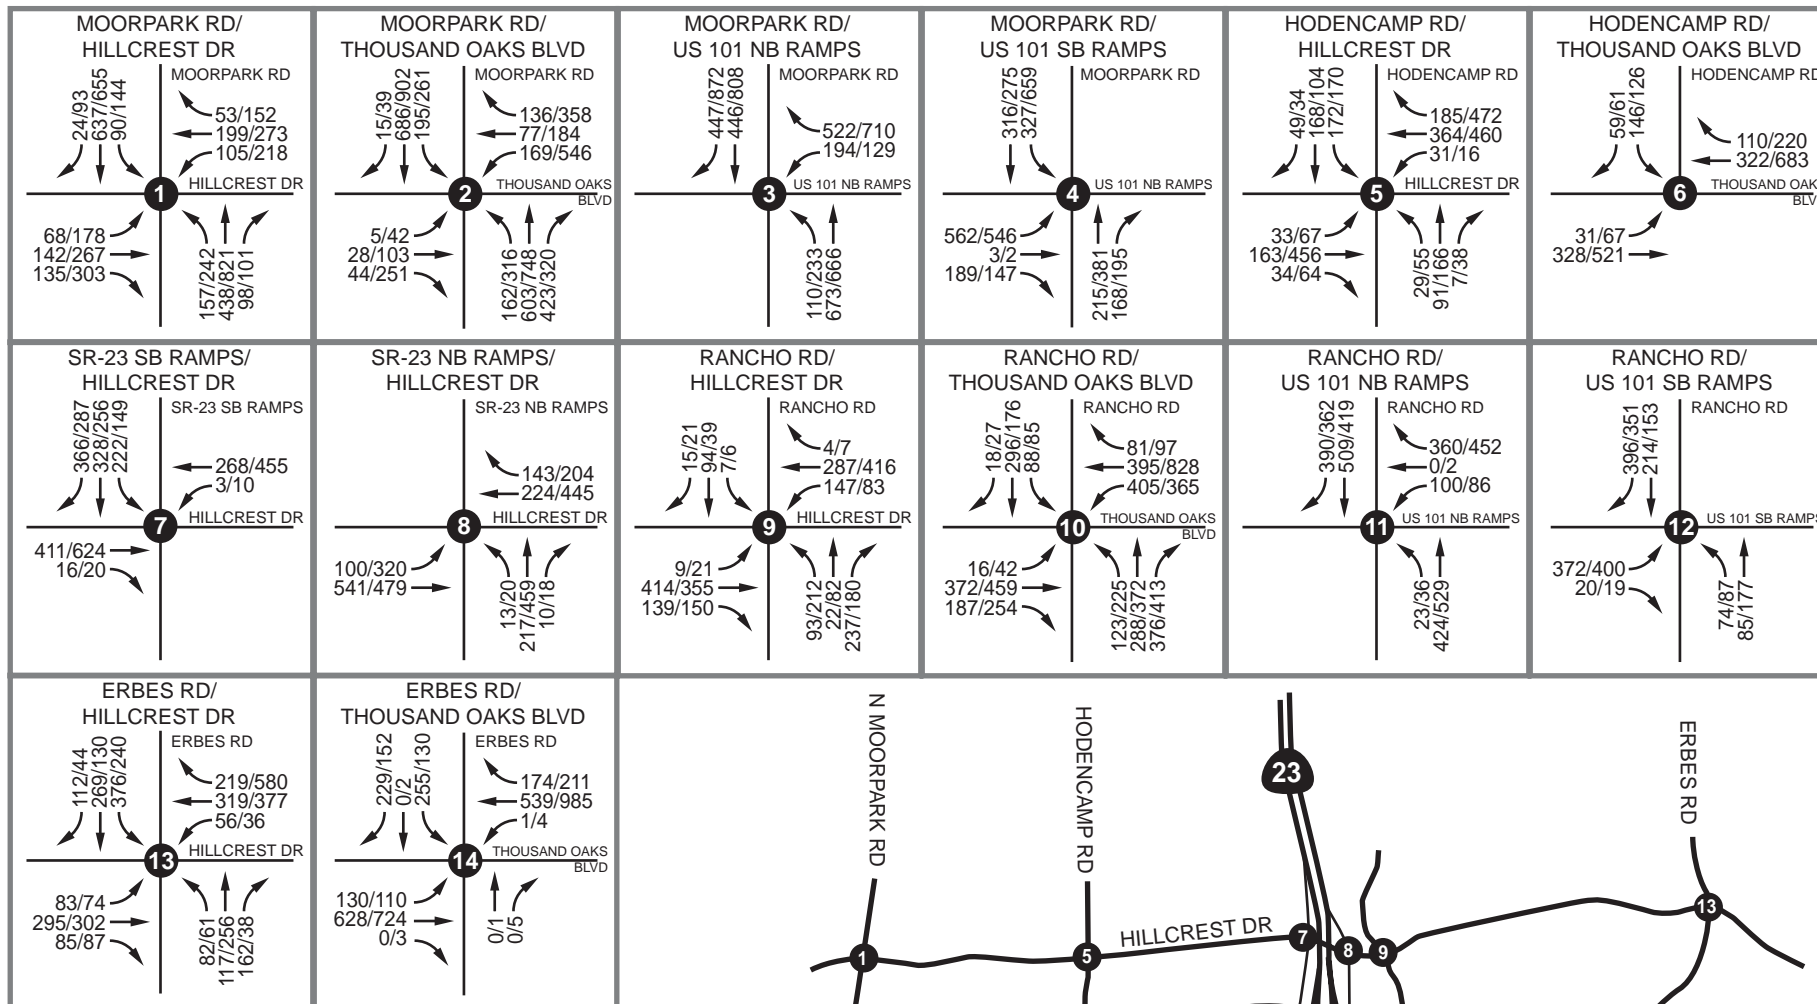 MOORPARK RD/
HILLCREST DR
MOORPARK RD
24/93
637/655
90/144
53/152
199/273
105/218
1
HILLCREST DR
68/178
142/267
135/303
157/242
438/821
98/101
MOORPARK RD/
THOUSAND OAKS BLVD
MOORPARK RD
15/39
686/902
195/261
136/358
77/184
169/546
2
THOUSAND OAKS
BLVD
5/42
28/103
44/251
162/316
603/748
423/320
MOORPARK RD/
US 101 NB RAMPS
MOORPARK RD
447/872
446/808
522/710
194/129
3
US 101 NB RAMPS
110/233
673/666
MOORPARK RD/
US 101 SB RAMPS
MOORPARK RD
316/275
327/659
4
US 101 NB RAMPS
562/546
3/2
189/147
215/381
168/195
HODENCAMP RD/
HILLCREST DR
HODENCAMP RD
49/34
168/104
172/170
185/472
364/460
31/16
5
HILLCREST DR
33/67
163/456
34/64
29/55
91/166
7/38
HODENCAMP RD/
THOUSAND OAKS BLVD
HODENCAMP RD
59/61
146/126
110/220
322/683
6
THOUSAND OAK
BLV
31/67
328/521
SR-23 SB RAMPS/
HILLCREST DR
SR-23 SB RAMPS
366/287
328/256
222/149
268/455
3/10
7
HILLCREST DR
411/624
16/20
SR-23 NB RAMPS/
HILLCREST DR
SR-23 NB RAMPS
143/204
224/445
8
HILLCREST DR
100/320
541/479
13/20
217/459
10/18
RANCHO RD/
HILLCREST DR
RANCHO RD
15/21
94/39
7/6
4/7
287/416
147/83
9
HILLCREST DR
9/21
414/355
139/150
93/212
22/82
237/180
RANCHO RD/
THOUSAND OAKS BLVD
RANCHO RD
18/27
296/176
88/85
81/97
395/828
405/365
10
THOUSAND OAKS
BLVD
16/42
372/459
187/254
123/225
288/372
376/413
RANCHO RD/
US 101 NB RAMPS
RANCHO RD
390/362
509/419
360/452
0/2
100/86
11
US 101 NB RAMPS
23/36
424/529
RANCHO RD/
US 101 SB RAMPS
RANCHO RD
396/351
214/153
12
US 101 SB RAMPS
372/400
20/19
74/87
85/177
ERBES RD/
HILLCREST DR
ERBES RD
112/44
269/130
376/240
219/580
319/377
56/36
13
HILLCREST DR
83/74
295/302
85/87
82/61
117/256
162/38
ERBES RD/
THOUSAND OAKS BLVD
ERBES RD
229/152
0/2
255/130
174/211
539/985
1/4
14
THOUSAND OAKS
BLVD
130/110
628/724
0/3
0/1
0/5
N MOORPARK RD
HODENCAMP RD
23
ERBES RD
HILLCREST DR
1
5
7
8
9
13